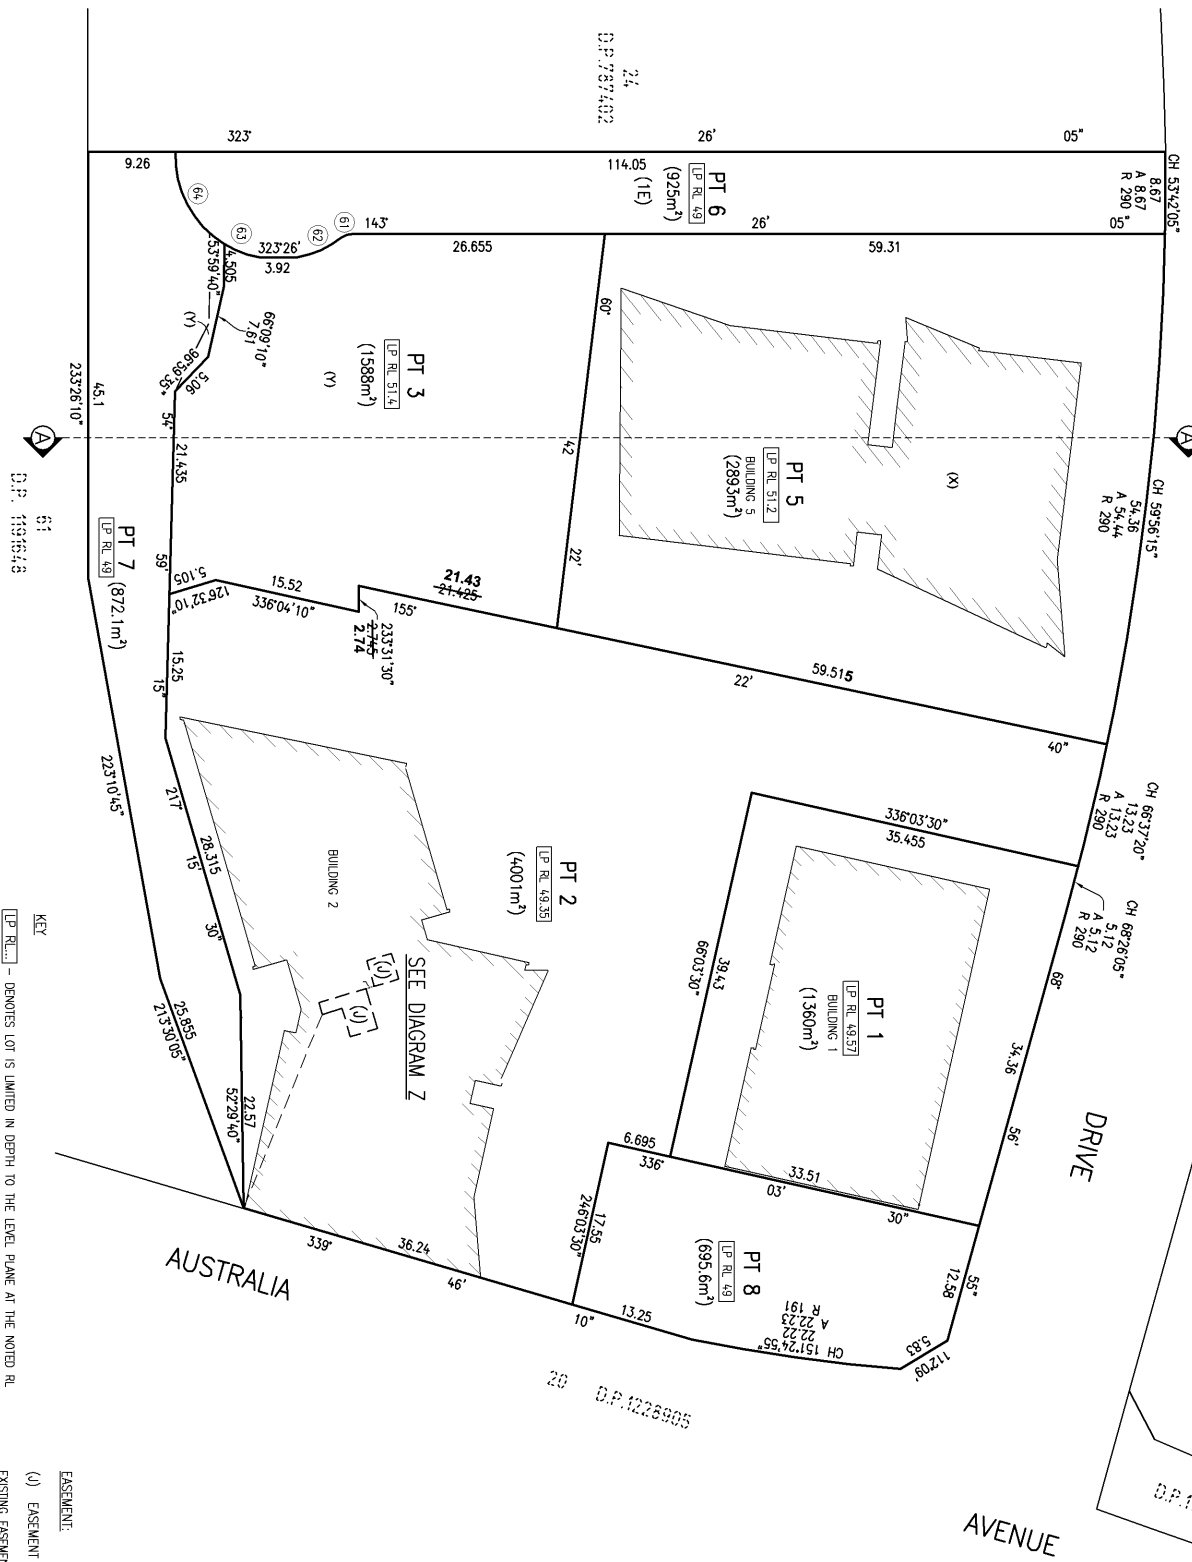 24
D.P.787402
323°
26'
05"
9.26
114.05
CH 53°42'05"
8.67
A 8.67
R 290
PT 6
LP RL 49
(925m²)
(1E)
64
63
62
61
143°
26'
05"
323°26'
3.92
26.655
59.31
4.505
53°59'40"
66°09'10"
7.61
(Y)
96°59'35"
5.06
PT 3
LP RL 51.4
(1588m²)
(Y)
60°
42
22'
PT 5
LP RL 51.2
BUILDING 5
(2893m²)
(X)
CH 59°56'15"
54.36
A 54.44
R 290
A
A
45.1
233°26'10"
54°
21.435
59'
61
D.P. 1191648
PT 7
LP RL 49
(872.1m²)
5.105
126°32'10"
15.52
336°04'10"
21.43
21.425
155°
233°31'30"
2.745
2.74
59.515
22'
40"
15.25
15"
223°10'45"
217°
28.315
15'
30"
BUILDING 2
PT 2
LP RL 49.35
(4001m²)
CH 66°37'20"
13.23
A 13.23
R 290
336°03'30"
35.455
CH 68°26'05"
5.12
A 5.12
R 290
68°
34.36
56'
39.43
66°03'30"
PT 1
LP RL 49.57
BUILDING 1
(1360m²)
SEE DIAGRAM Z
(J)
(J)
25.855
213°30'05"
22.57
52°29'40"
6.695
336°
33.51
03'
30"
17.55
246°03'30"
PT 8
LP RL 49
(695.6m²)
55"
12.58
5.83
112°09'
CH 151°24'55"
22.22
A 22.23
R 191
339°
36.24
46'
10"
13.25
DRIVE
AUSTRALIA
AVENUE
20 D.P.1228905
D.P.1
KEY
LP RL... - DENOTES LOT IS LIMITED IN DEPTH TO THE LEVEL PLANE AT THE NOTED RL
EASEMENT:
(J) EASEMENT
EXISTING EASEMEN